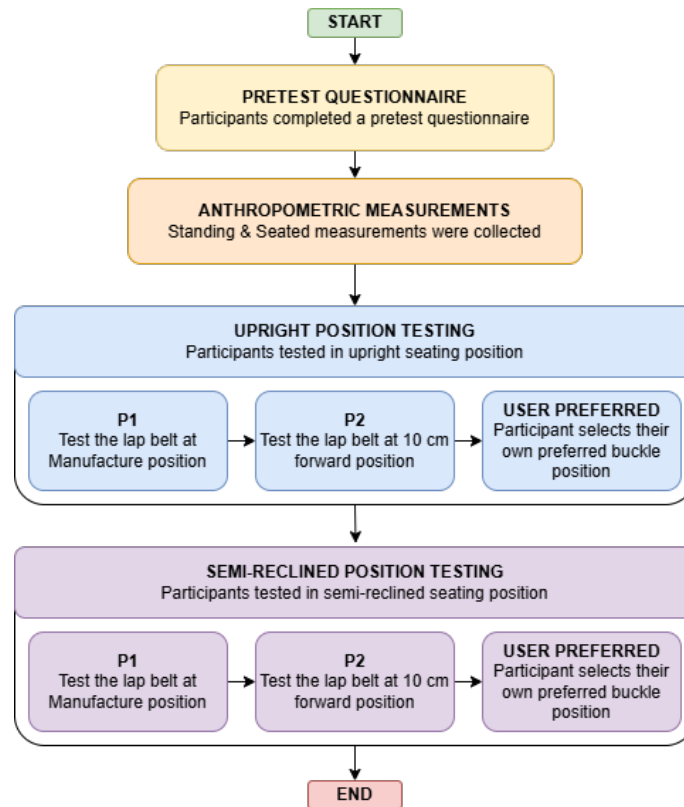 START
PRETEST QUESTIONNAIRE
Participants completed a pretest questionnaire
ANTHROPOMETRIC MEASUREMENTS
Standing & Seated measurements were collected
UPRIGHT POSITION TESTING
Participants tested in upright seating position
P1
Test the lap belt at
Manufacture position
P2
Test the lap belt at 10 cm
forward position
USER PREFERRED
Participant selects their
own preferred buckle
position
SEMI-RECLINED POSITION TESTING
Participants tested in semi-reclined seating position
P1
Test the lap belt at
Manufacture position
P2
Test the lap belt at 10 cm
forward position
USER PREFERRED
Participant selects their
own preferred buckle
position
END